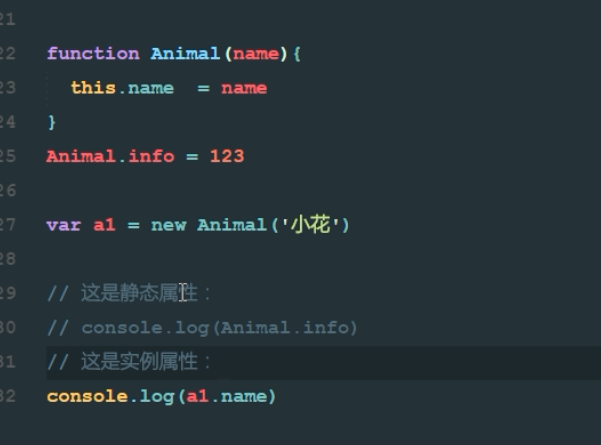 21
22 function Animal(name){
23 this.name = name
24 }
25 Animal.info = 123
26
27 var a1 = new Animal('小花')
28
29 // 这是静态属性：
30 // console.log(Animal.info)
31 // 这是实例属性：
32 console.log(a1.name)